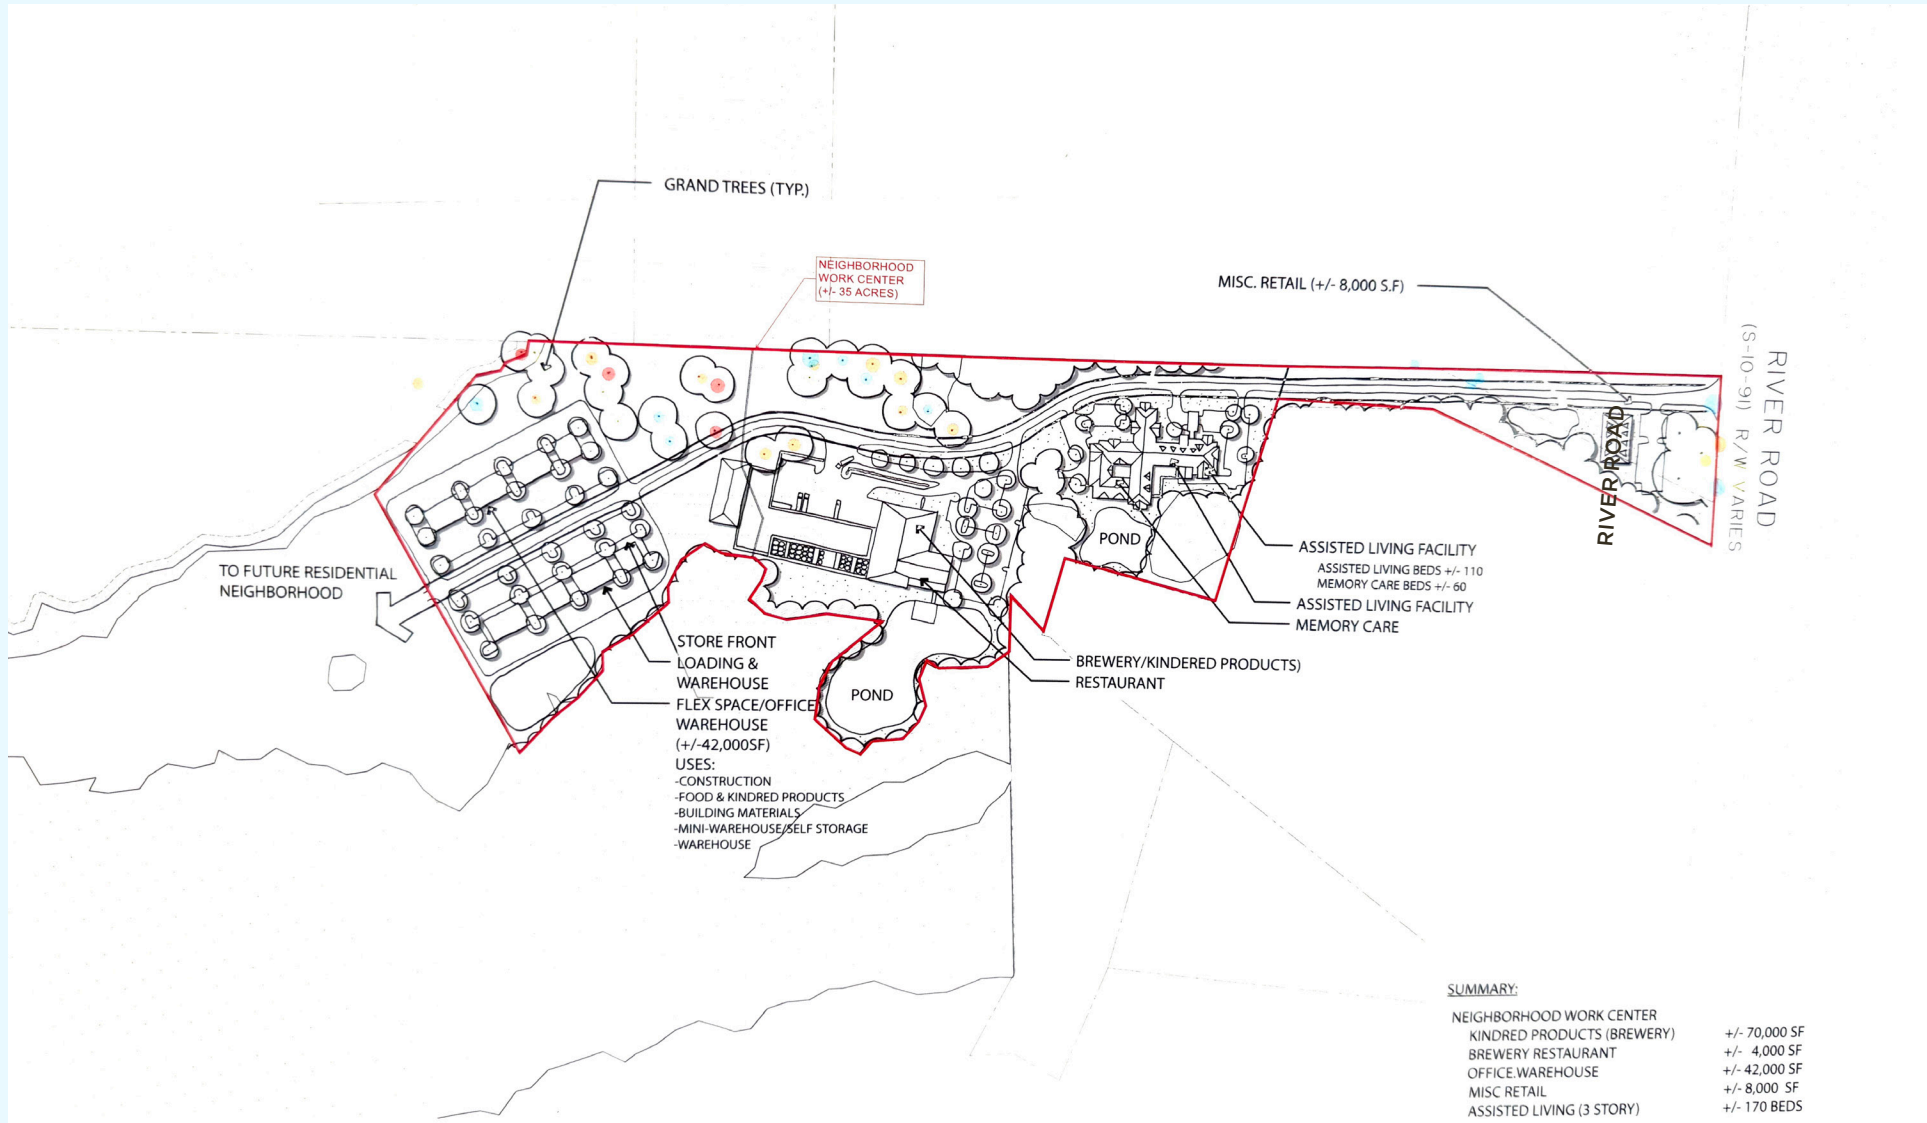 GRAND TREES (TYP.)
NEIGHBORHOOD
WORK CENTER
(+/- 35 ACRES)
MISC. RETAIL (+/- 8,000 S.F)
RIVER ROAD
(S-10-91) R/W VARIES
RIVER ROAD
TO FUTURE RESIDENTIAL
NEIGHBORHOOD
POND
ASSISTED LIVING FACILITY
ASSISTED LIVING BEDS +/- 110
MEMORY CARE BEDS +/- 60
ASSISTED LIVING FACILITY
MEMORY CARE
STORE FRONT
LOADING &
WAREHOUSE
FLEX SPACE/OFFICE
WAREHOUSE
(+/-42,000SF)
USES:
-CONSTRUCTION
-FOOD & KINDRED PRODUCTS
-BUILDING MATERIALS
-MINI-WAREHOUSE/SELF STORAGE
-WAREHOUSE
POND
BREWERY/KINDERED PRODUCTS)
RESTAURANT
SUMMARY:
NEIGHBORHOOD WORK CENTER
KINDRED PRODUCTS (BREWERY) +/- 70,000 SF
BREWERY RESTAURANT +/- 4,000 SF
OFFICE.WAREHOUSE +/- 42,000 SF
MISC RETAIL +/- 8,000 SF
ASSISTED LIVING (3 STORY) +/- 170 BEDS